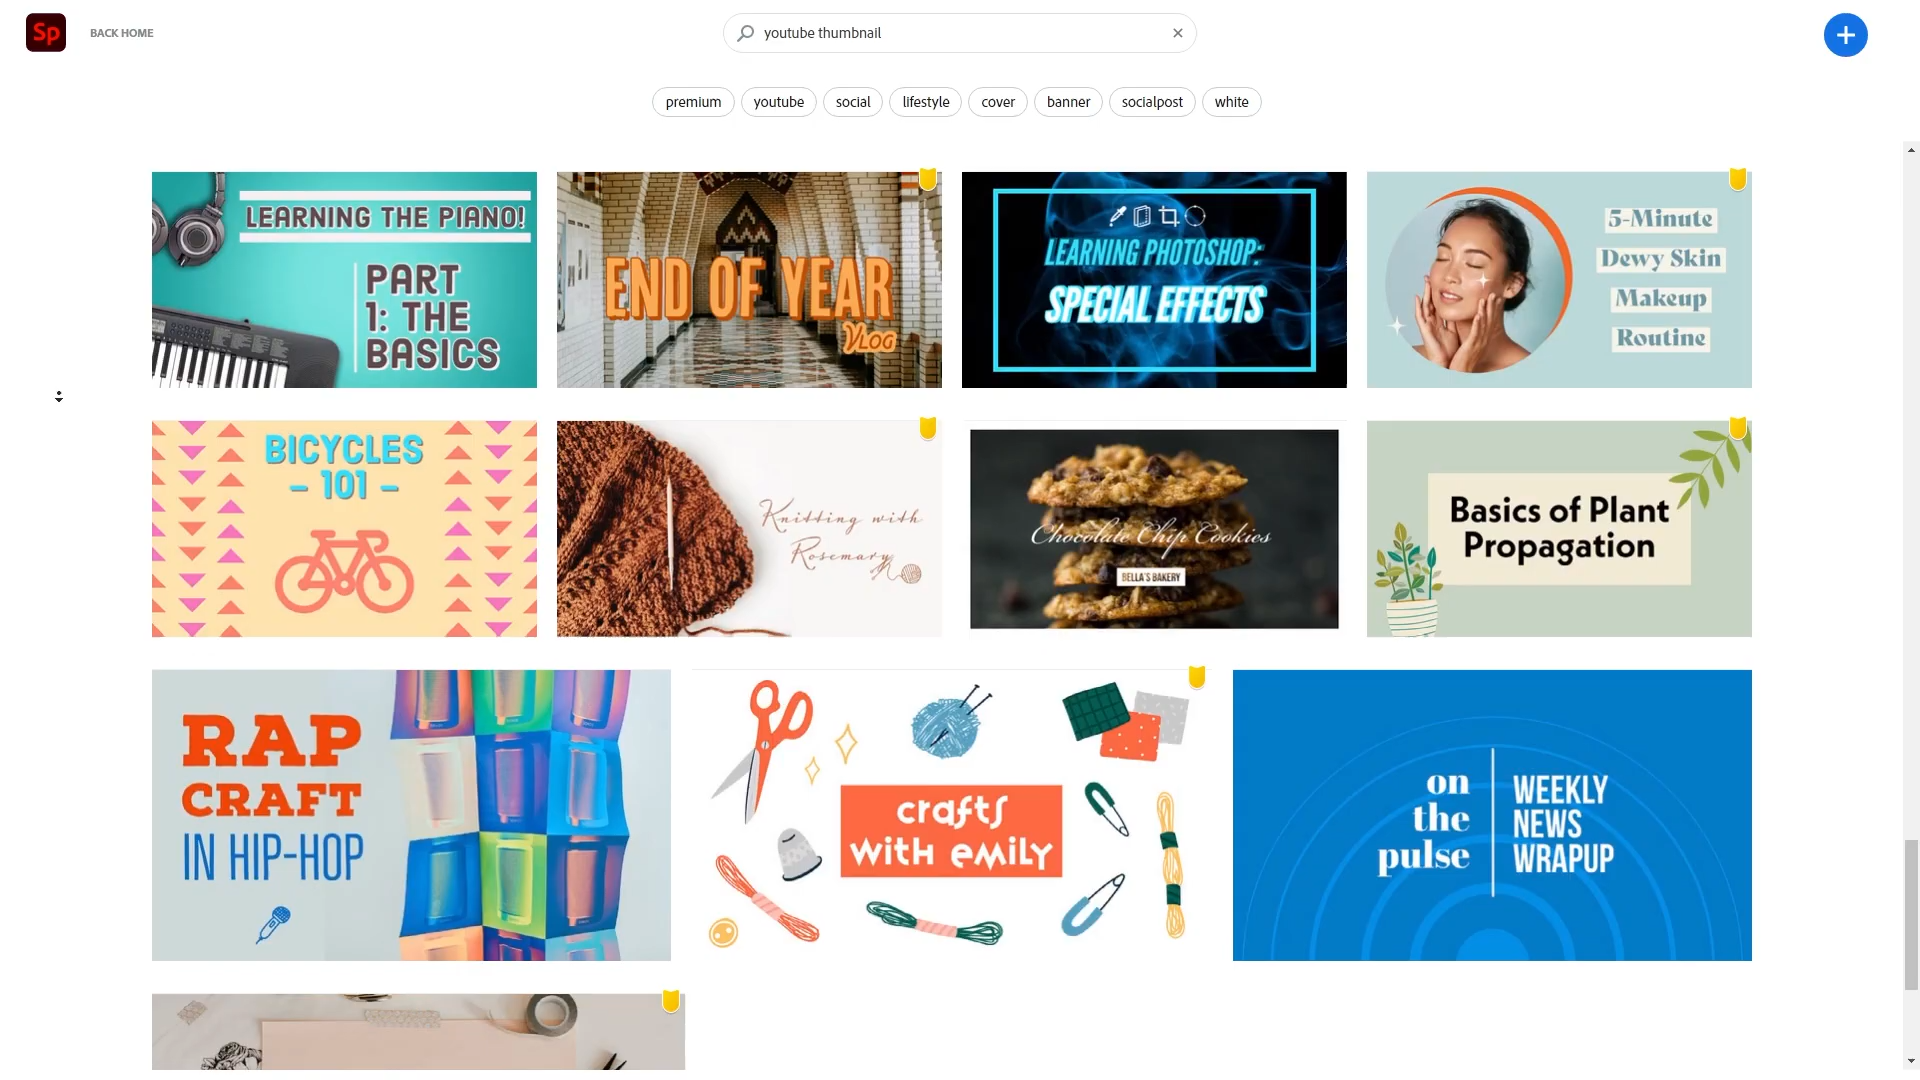 Sp
BACK HOME
youtube thumbnail
premium
youtube
social
lifestyle
cover
banner
socialpost
white
LEARNING THE PIANO!
PART
1: THE
BASICS
END OF YEAR
VLOG
LEARNING PHOTOSHOP:
SPECIAL EFFECTS
5-Minute
Dewy Skin
Makeup
Routine
BICYCLES
- 101 -
Knitting with
Rosemary
Chocolate Chip Cookies
BELLA'S BAKERY
Basics of Plant
Propagation
RAP
CRAFT
IN HIP-HOP
crafts
with emily
on
the
pulse
WEEKLY
NEWS
WRAPUP